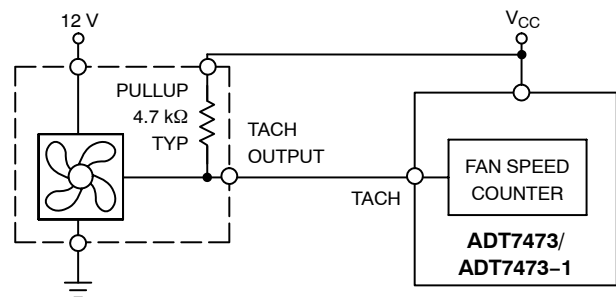 12 V
VCC
PULLUP
4.7 kΩ
TYP
TACH
OUTPUT
TACH
FAN SPEED
COUNTER
ADT7473/
ADT7473−1